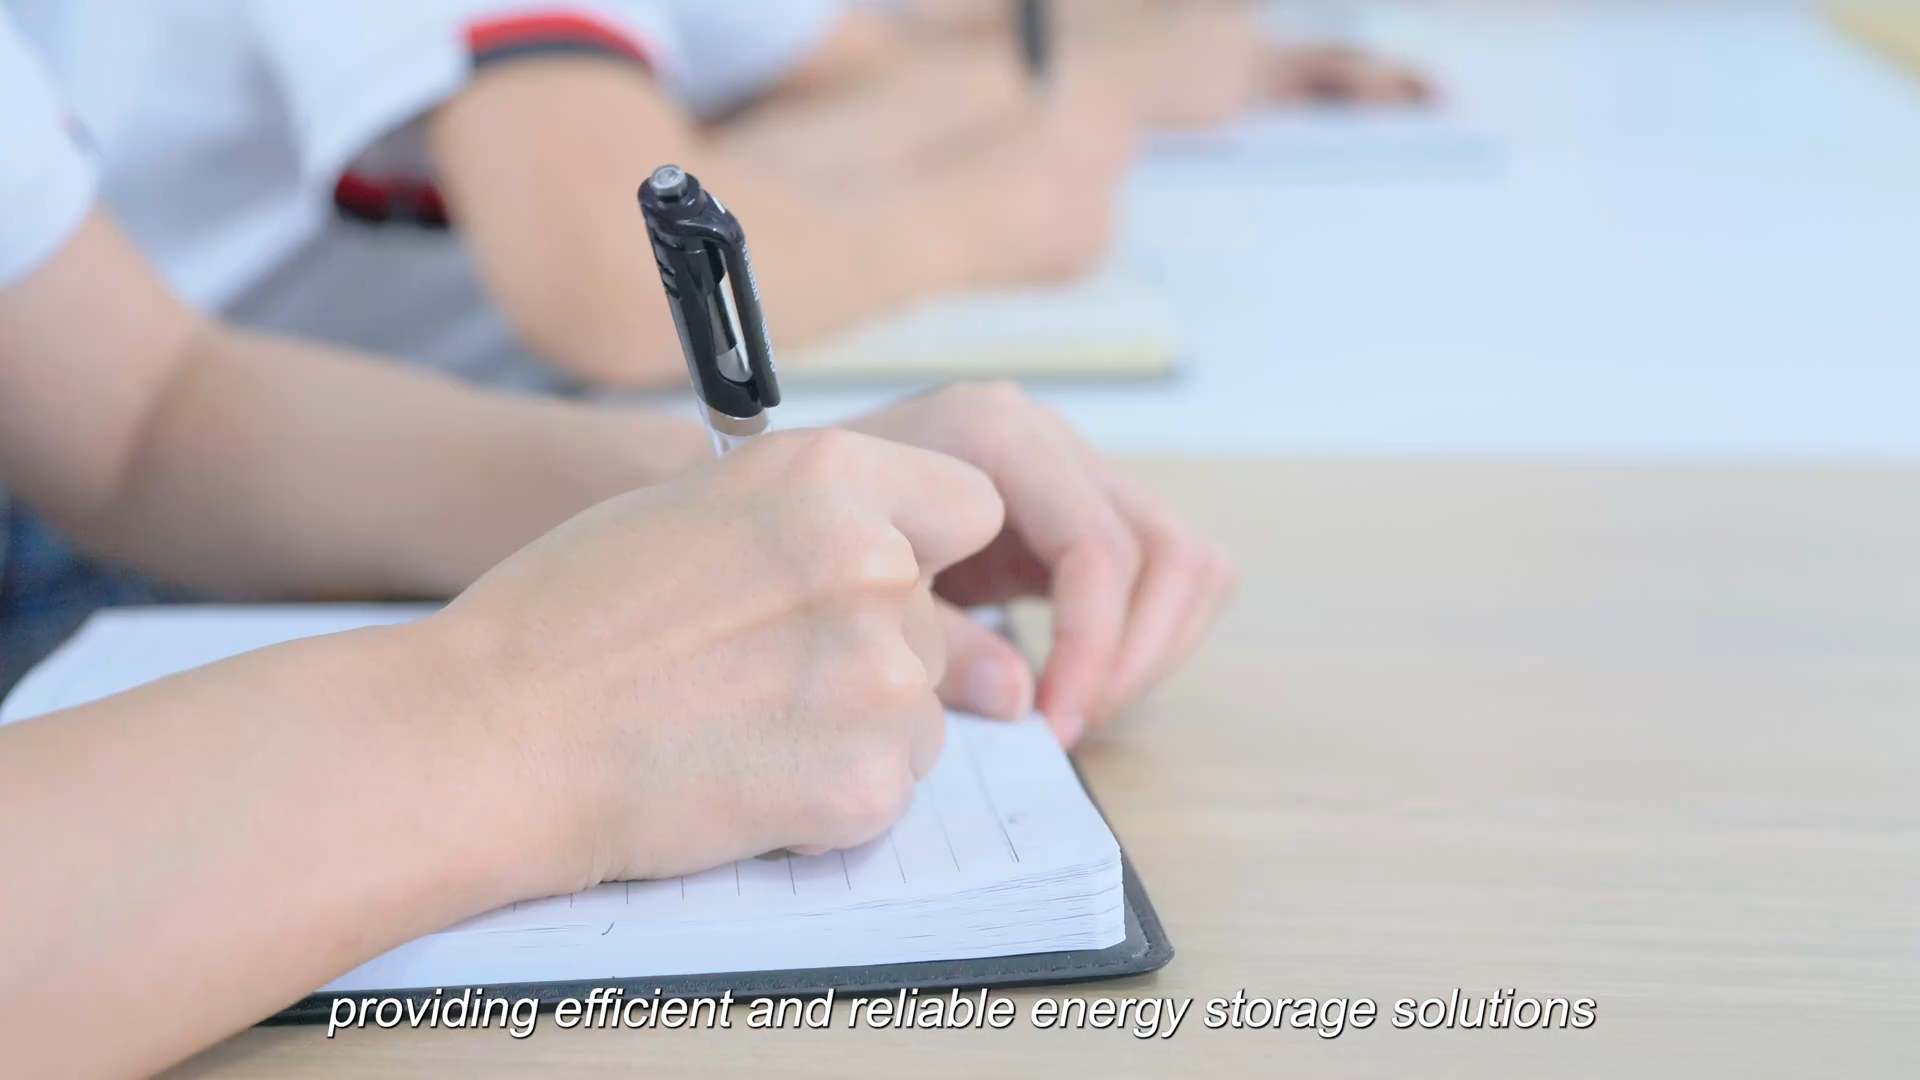 providing efficient and reliable energy storage solutions